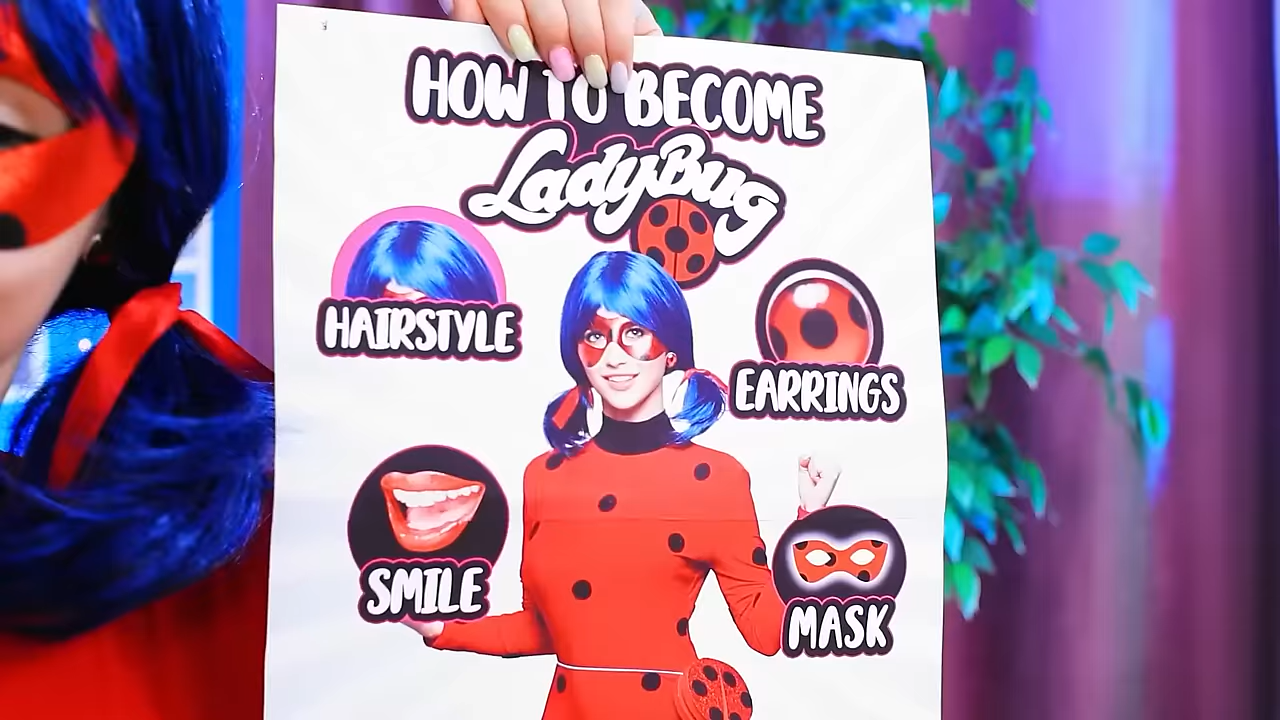 HOW TO BECOME
LadyBug
HAIRSTYLE
EARRINGS
SMILE
MASK